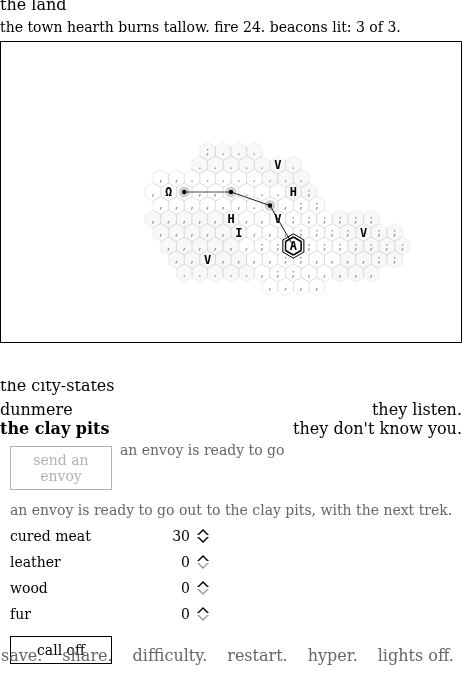 the land
the town hearth burns tallow. fire 24. beacons lit: 3 of 3.
V
Ω H
H V
I V
A
V
the city-states
dunmere they listen.
the clay pits they don't know you.
send an envoy is ready to go
envoy
an envoy is ready to go out to the clay pits, with the next trek.
cured meat 30
leather 0
wood 0
fur 0
call off
save. share. difficulty. restart. hyper. lights off.